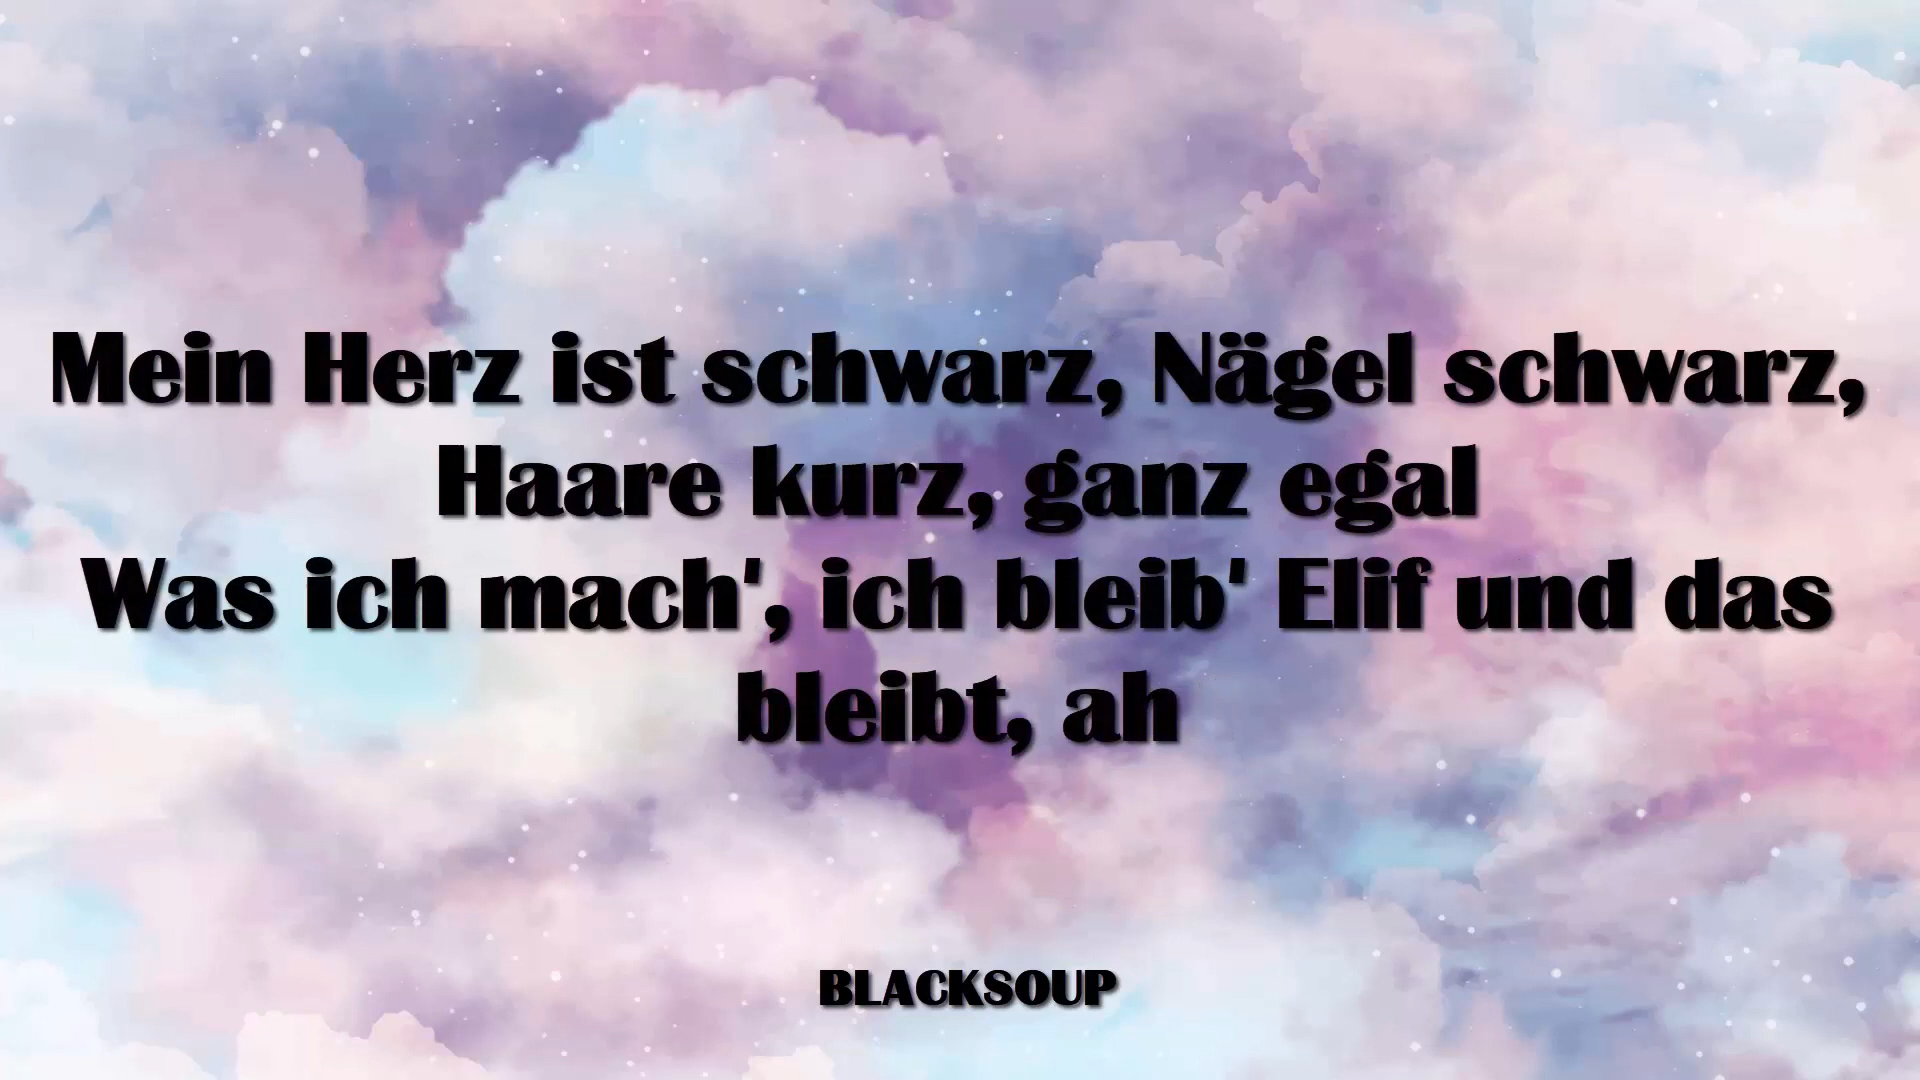 Mein Herz ist schwarz, Nägel schwarz,
Haare kurz, ganz egal
Was ich mach', ich bleib' Elif und das
bleibt, ah
BLACKSOUP